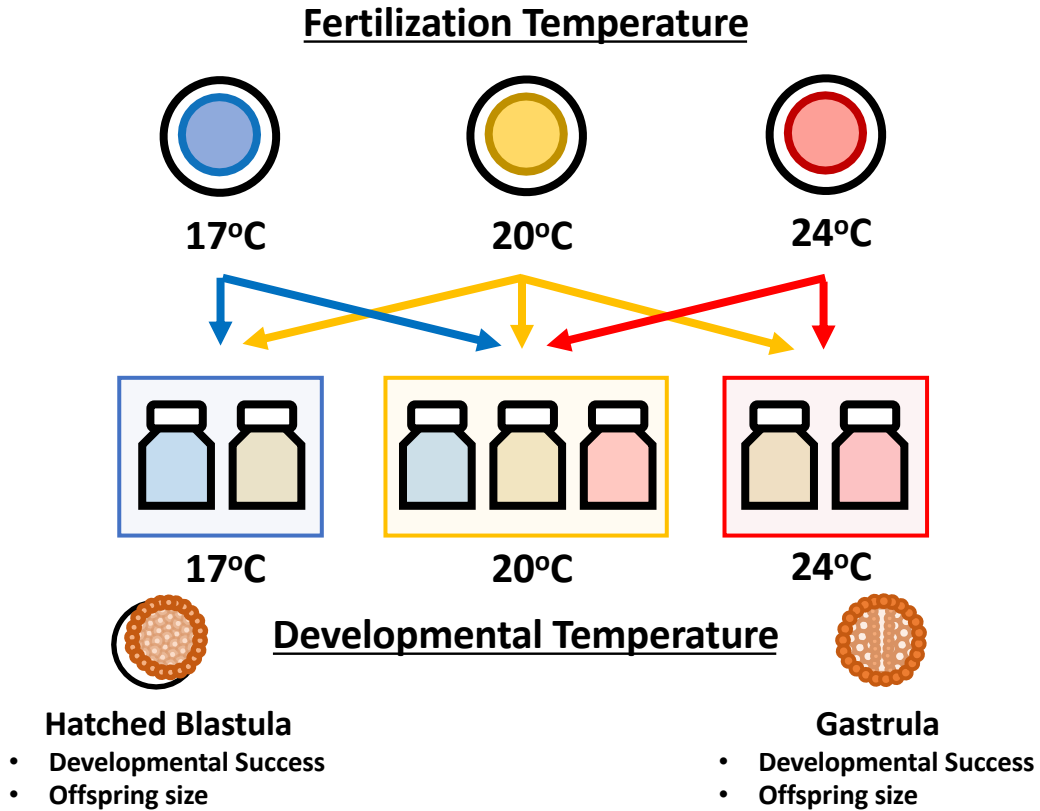 Fertilization Temperature
17°C 20°C 24°C
17°C 20°C 24°C
Developmental Temperature
Hatched Blastula
• Developmental Success
• Offspring size
Gastrula
• Developmental Success
• Offspring size